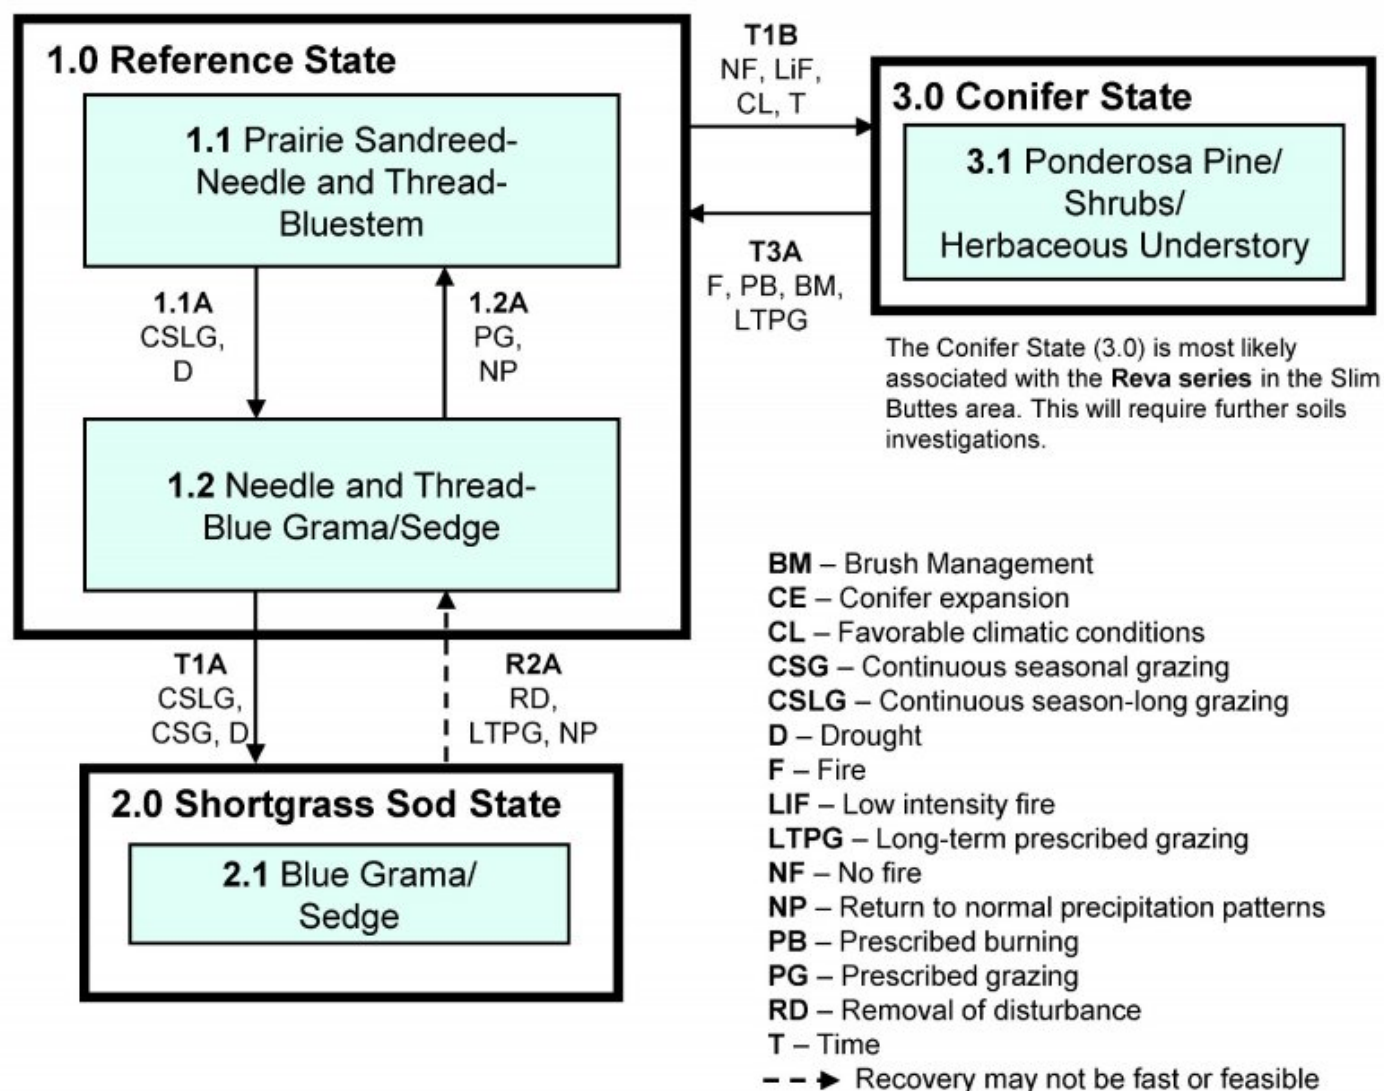 1.0 Reference State
1.1 Prairie Sandreed-
Needle and Thread-
Bluestem
1.1A
CSLG,
D
1.2A
PG,
NP
1.2 Needle and Thread-
Blue Grama/Sedge
T1B
NF, LiF,
CL, T
T3A
F, PB, BM,
LTPG
3.0 Conifer State
3.1 Ponderosa Pine/
Shrubs/
Herbaceous Understory
The Conifer State (3.0) is most likely
associated with the Reva series in the Slim
Buttes area. This will require further soils
investigations.
T1A
CSLG,
CSG, D
R2A
RD,
LTPG, NP
2.0 Shortgrass Sod State
2.1 Blue Grama/
Sedge
BM – Brush Management
CE – Conifer expansion
CL – Favorable climatic conditions
CSG – Continuous seasonal grazing
CSLG – Continuous season-long grazing
D – Drought
F – Fire
LIF – Low intensity fire
LTPG – Long-term prescribed grazing
NF – No fire
NP – Return to normal precipitation patterns
PB – Prescribed burning
PG – Prescribed grazing
RD – Removal of disturbance
T – Time
Recovery may not be fast or feasible